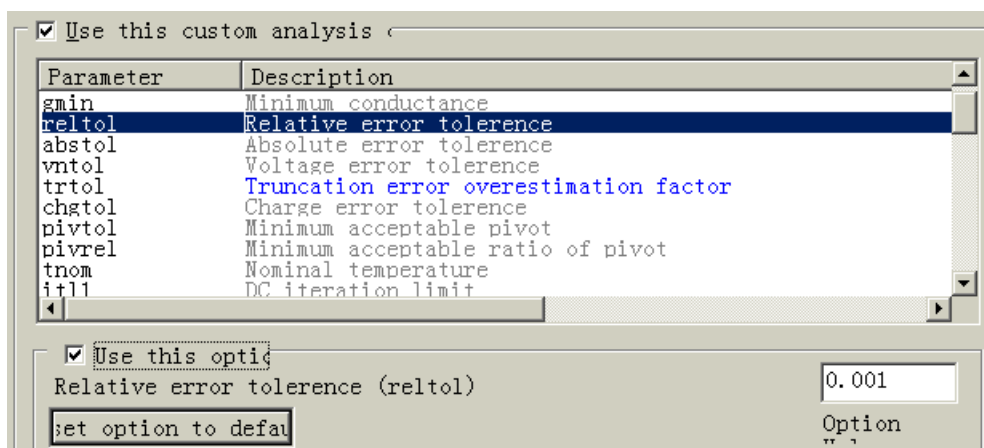 Use this custom analysis
Parameter Description
gmin Minimum conductance
reltol Relative error tolerence
abstol Absolute error tolerence
vntol Voltage error tolerence
trtol Truncation error overestimation factor
chgtol Charge error tolerence
pivtol Minimum acceptable pivot
pivrel Minimum acceptable ratio of pivot
tnom Nominal temperature
itl1 DC iteration limit
Use this optio
Relative error tolerence (reltol) 0.001
set option to defau Option